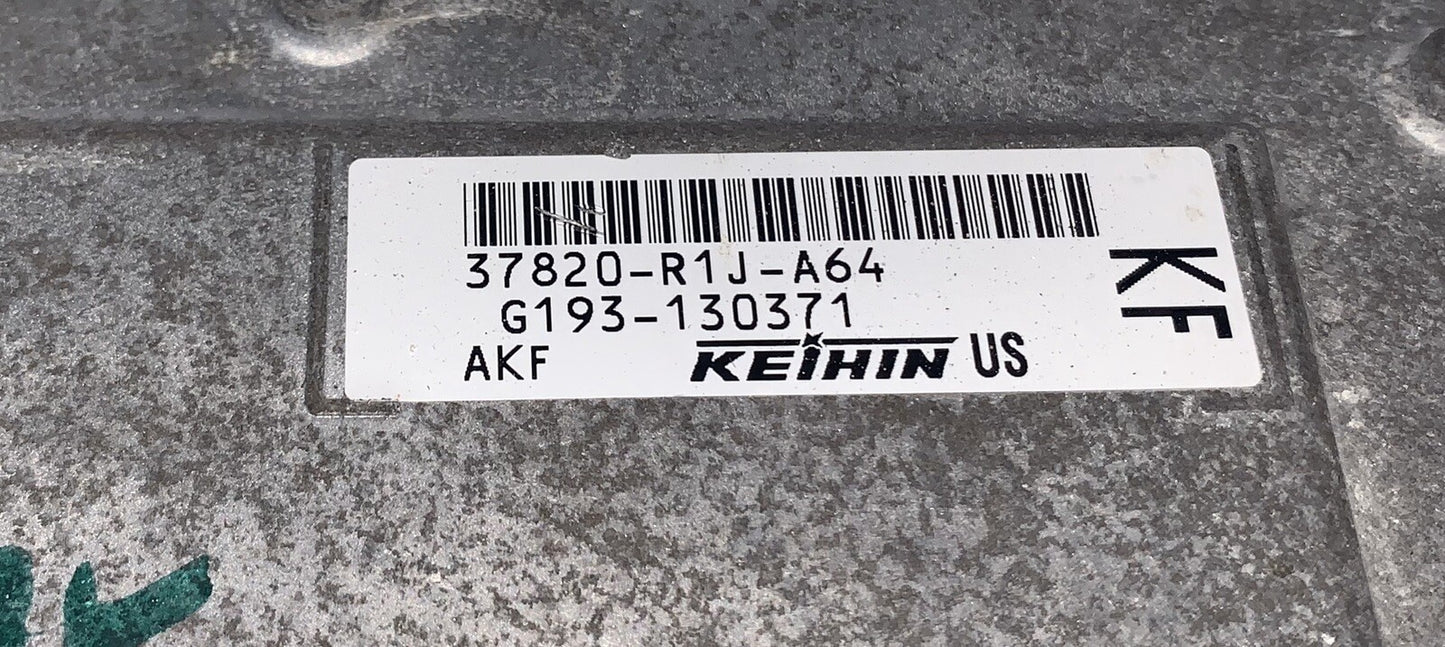 37820-R1J-A64
G193-130371
AKF
KEIHIN US
KF